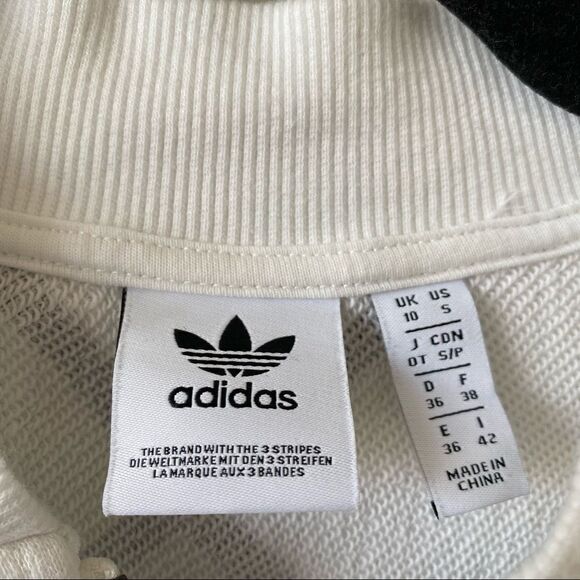 adidas
THE BRAND WITH THE 3 STRIPES
DIE WELTMARKE MIT DEN 3 STREIFEN
LA MARQUE AUX 3 BANDES
UK US
10 S
J CDN
OT S/P
D F
36 38
E I
36 42
MADE IN
CHINA